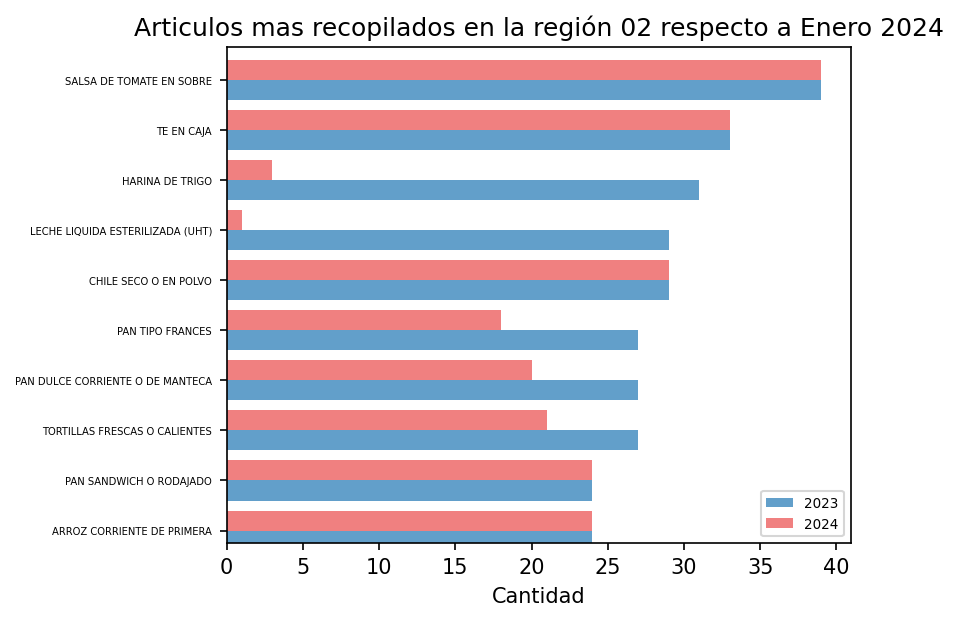 Articulos mas recopilados en la región 02 respecto a Enero 2024
SALSA DE TOMATE EN SOBRE
TE EN CAJA
HARINA DE TRIGO
LECHE LIQUIDA ESTERILIZADA (UHT)
CHILE SECO O EN POLVO
PAN TIPO FRANCES
PAN DULCE CORRIENTE O DE MANTECA
TORTILLAS FRESCAS O CALIENTES
PAN SANDWICH O RODAJADO
ARROZ CORRIENTE DE PRIMERA
2023
2024
0 5 10 15 20 25 30 35 40
Cantidad